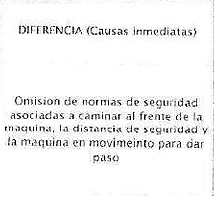 DIFERENCIA (Causas inmediatas)
Omision de normas de seguridad
asociadas a caminar al frente de la
maquina, la distancia de seguridad y
la maquina en movimeinto para dar
paso